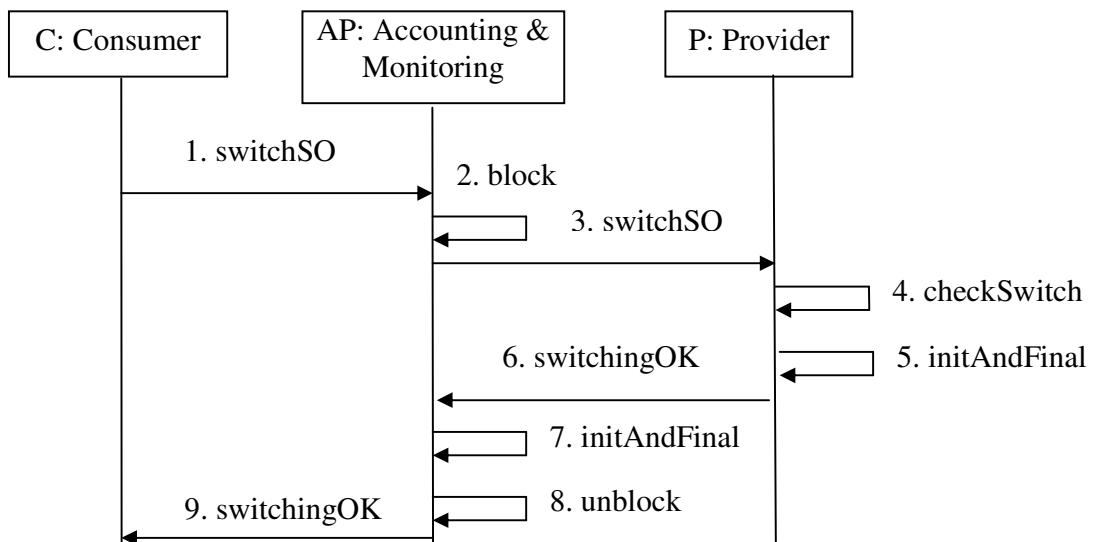 C: Consumer
AP: Accounting &
Monitoring
P: Provider
1. switchSO
2. block
3. switchSO
4. checkSwitch
5. initAndFinal
6. switchingOK
7. initAndFinal
8. unblock
9. switchingOK